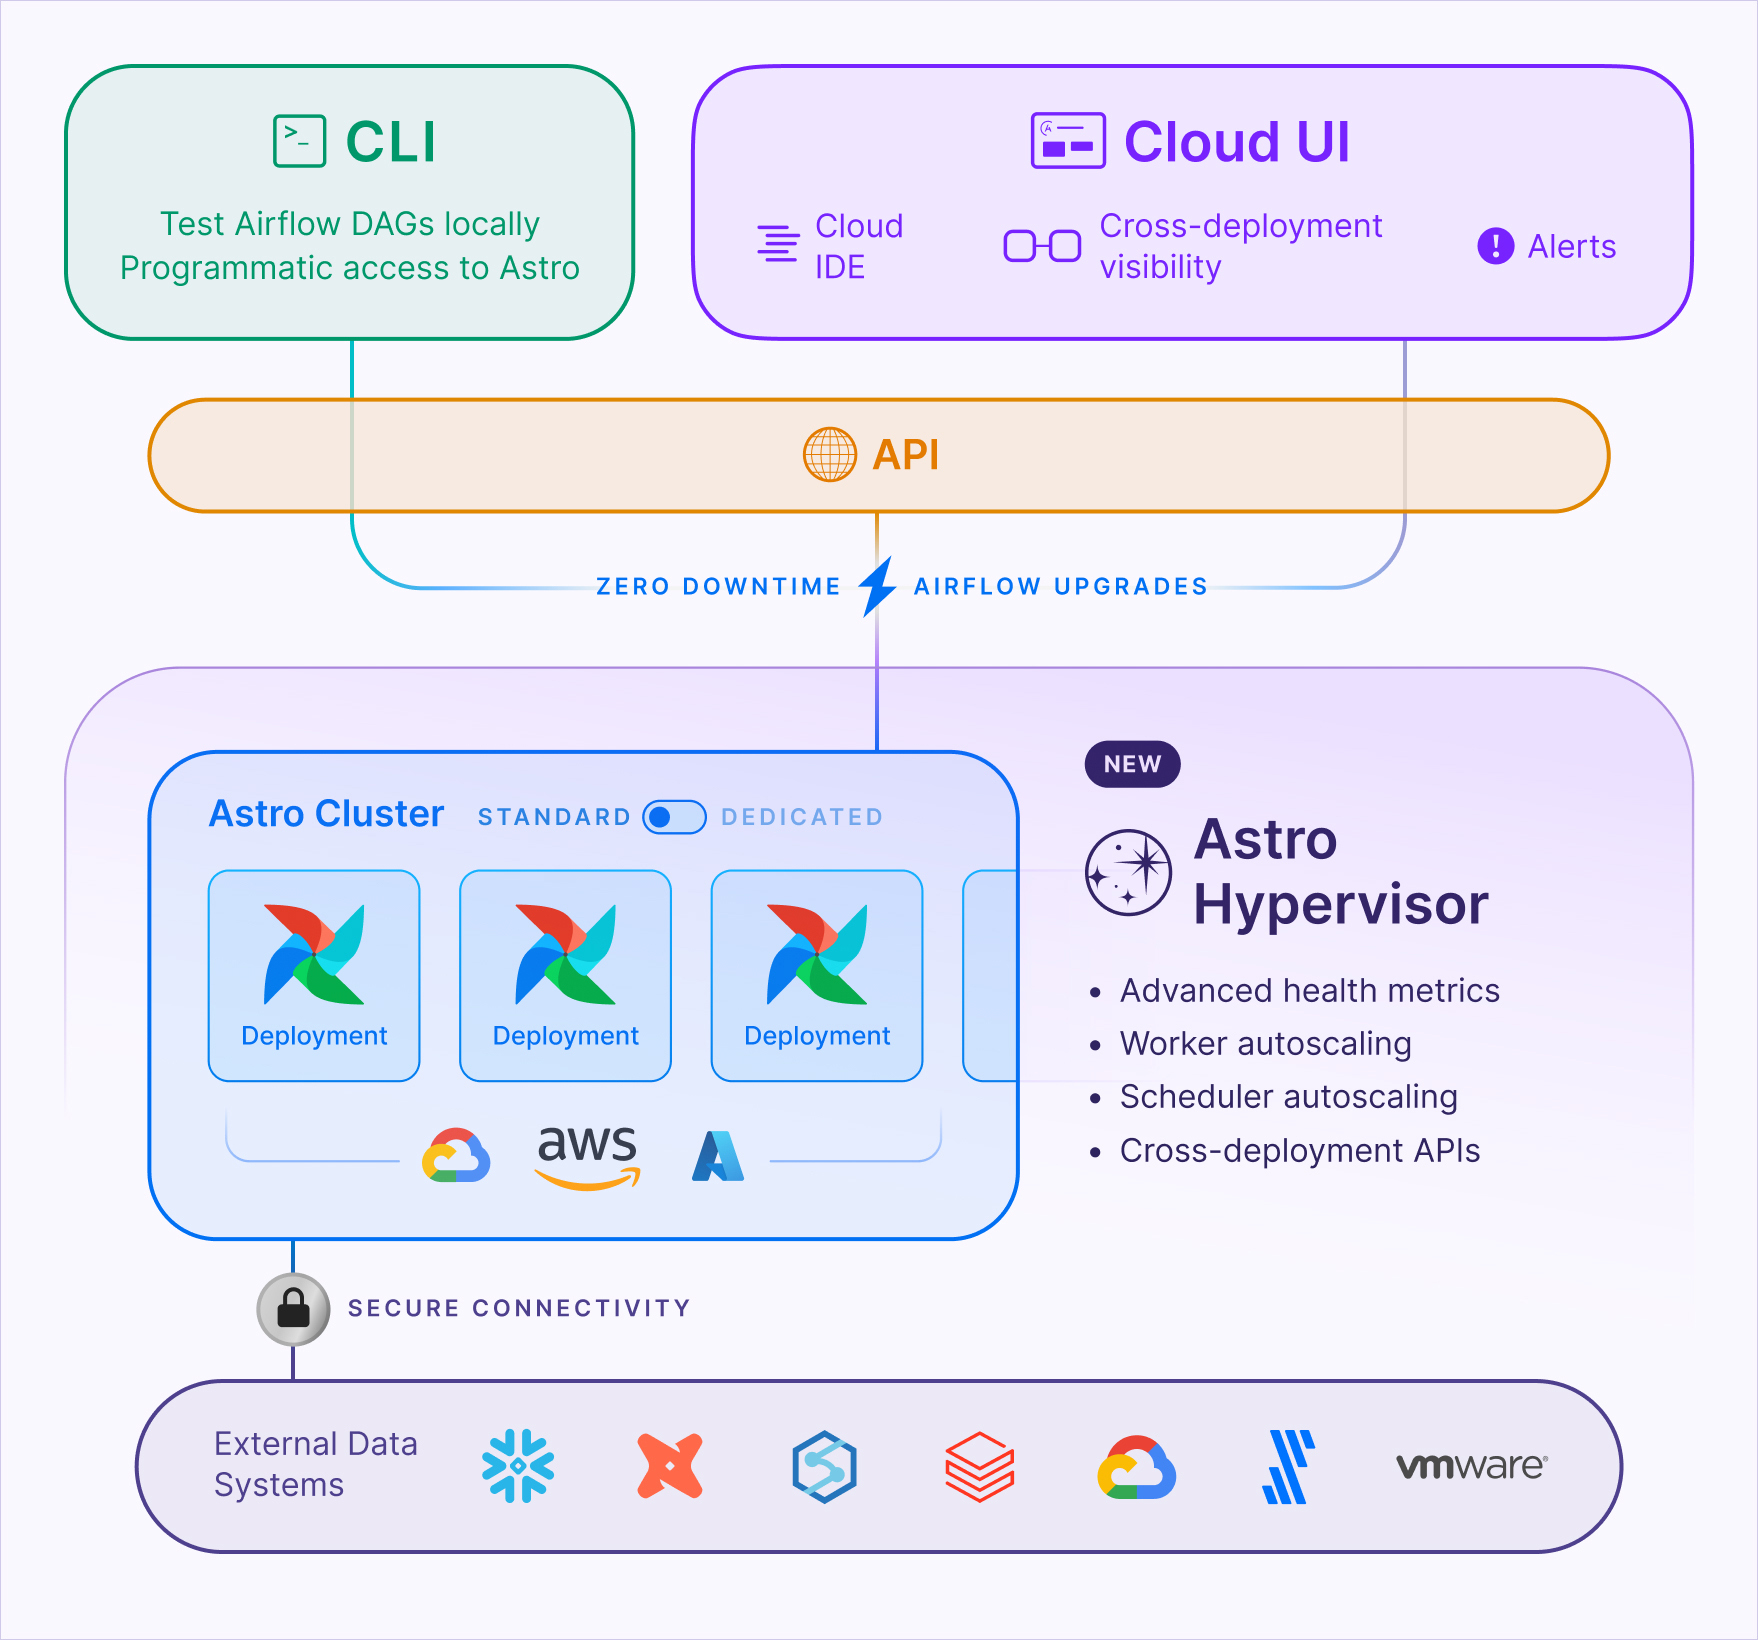 >_
CLI
Test Airflow DAGs locally
Programmatic access to Astro
Cloud UI
Cloud
IDE
Cross-deployment
visibility
! Alerts
API
ZERO DOWNTIME
AIRFLOW UPGRADES
Astro Cluster
STANDARD
DEDICATED
Deployment
Deployment
Deployment
aws
NEW
Astro
Hypervisor
• Advanced health metrics
• Worker autoscaling
• Scheduler autoscaling
• Cross-deployment APIs
SECURE CONNECTIVITY
External Data
Systems
vmware®